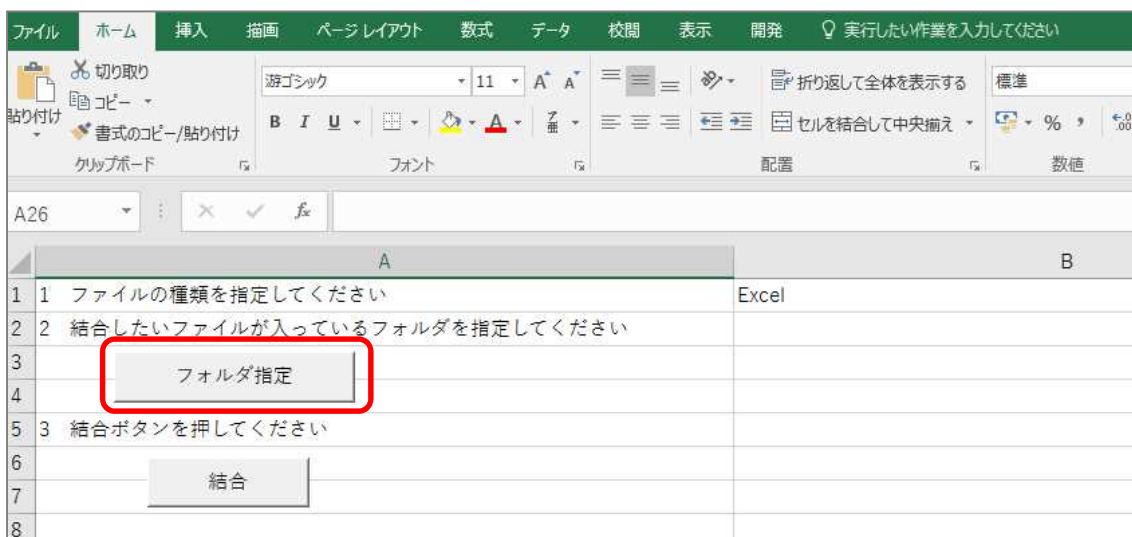 ファイル ホーム 挿入 描画 ページ レイアウト 数式 データ 校閲 表示 開発 実行したい作業を入力してください
切り取り
コピー
貼り付け
書式のコピー/貼り付け
クリップボード
游ゴシック 11 A A
B I U A
フォント
折り返して全体を表示する
セルを結合して中央揃え
配置
標準
% , .00
数値
A26 fx
A B
1 1 ファイルの種類を指定してください Excel
2 2 結合したいファイルが入っているフォルダを指定してください
3
フォルダ指定
4
5 3 結合ボタンを押してください
6
結合
7
8